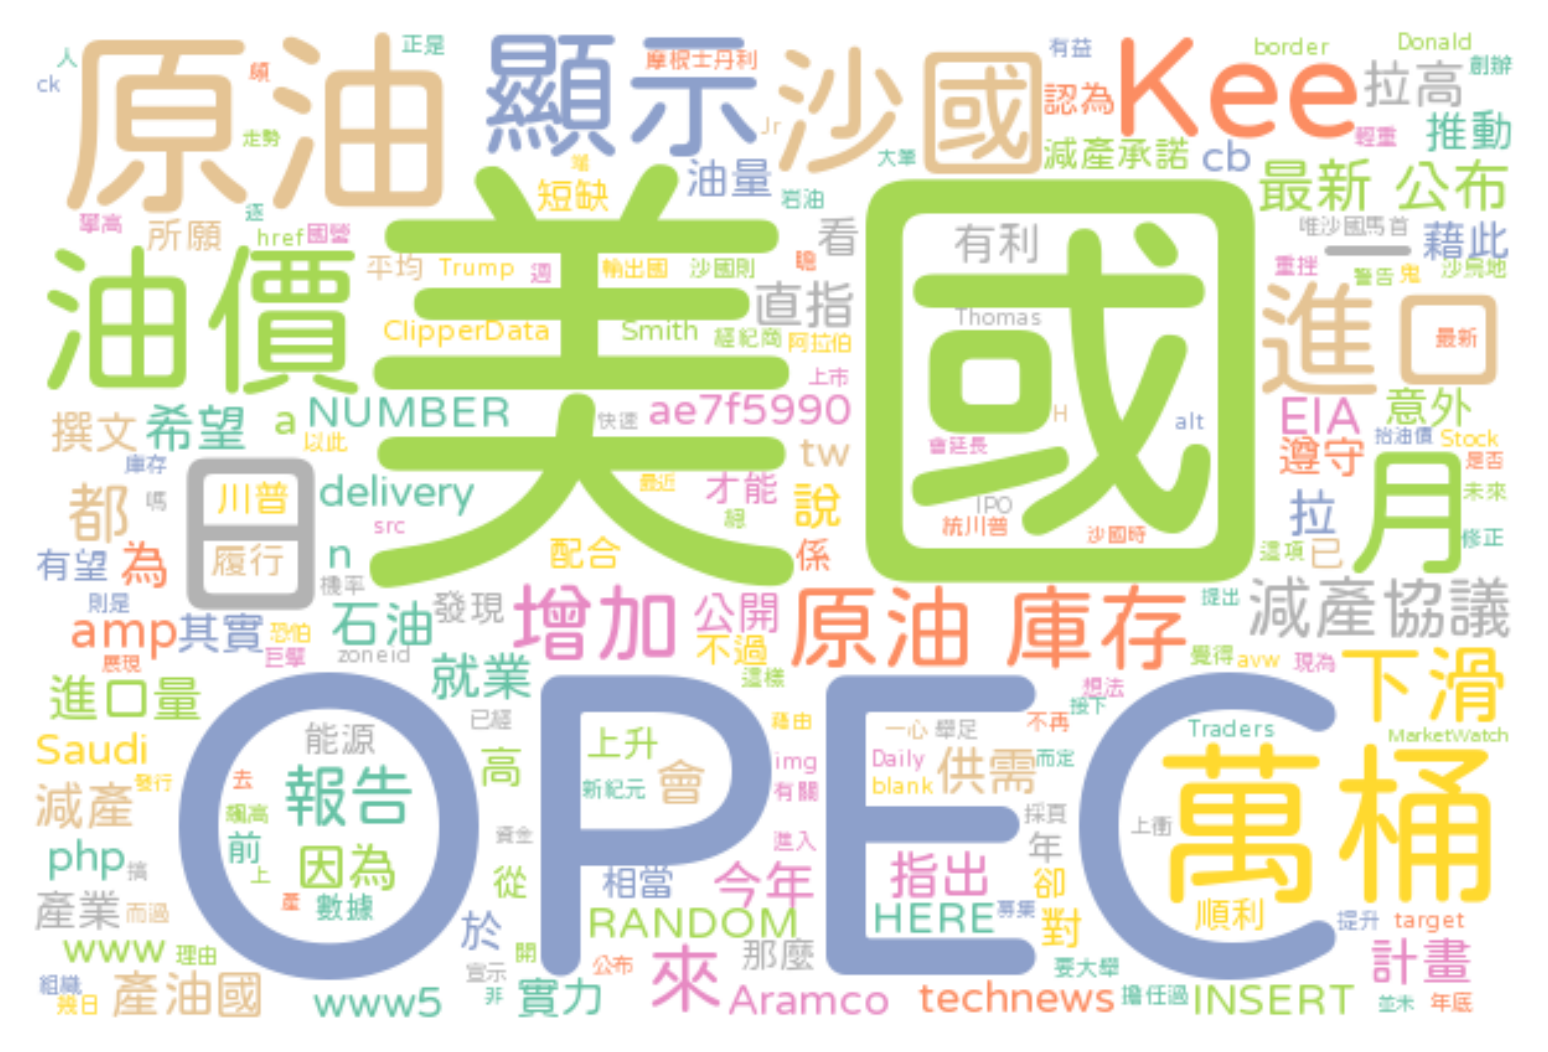 人 正是 摩根士丹利 有益 border Donald 創辦
ck 原油 頻 顯示 沙國 認為 Kee 拉高
走勢 Jr 大筆 減產承諾 cb 輕重 推動
油量 短缺 岩油 最新 公布
攀高 所願 逐 href 國營 美國 看 有利 唯沙國馬首 一 藉此
油價 平均 Trump 週 輸出國 沙國則 聽 重挫 警告 鬼
直指 Thomas 進口 最新
ClipperData Smith 經紀商 阿拉伯
上市
撰文 希望 a NUMBER 快速 ae7f5990 H alt EIA 意外
以此 會延長 抬油價 Stock
庫存 日 tw 遵守 月 是否
都 嗎 川普 delivery 最近 才能 說 IPO 拉 未來
src 統川普 沙國時 修正
有望 為 履行 n 配合 係 這項 已
機率
則是 石油 發現 增加 公開 原油 庫存 提出 減產協議
amp 其實 恐怕 不過
展現 巨擘 zoneid 就業 這樣 覺得 avw 現為 下滑
進口量 OPEC 想法 接下
已經 藉由 一心 舉足 不再 Traders MarketWatch
Saudi 能源 高 上升 img Daily 供需 而定 萬桶
發行 去 報告 新紀元 會 有關 blank
減產 飆高 採頁 上衝
php 搞 前 因為 資金 進入 年
上 從 相當 今年 指出 卻
產業 而過 產 數據 RANDOM HERE 募集 對 順利 提升 target
www 理由 於 開 公布 來 那麼 要大舉 計畫
組織 宣示
幾日 產油國 www5 非 實力 Aramco technews 擔任過 INSERT 並未 年底